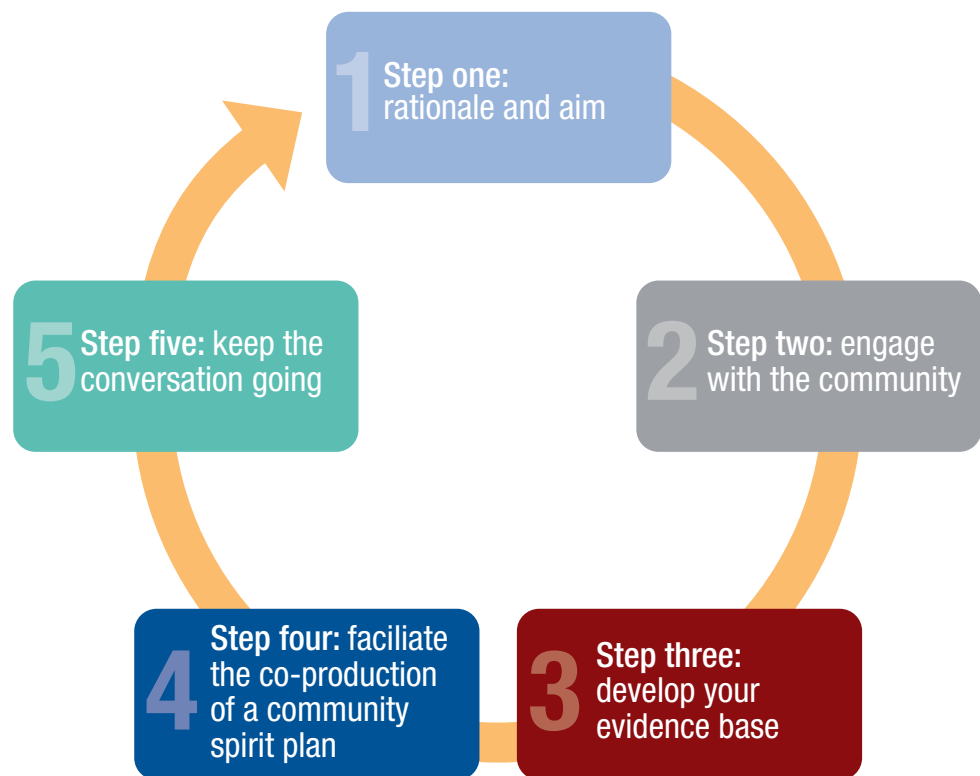 1
Step one:
rationale and aim
2
Step two: engage
with the community
3
Step three:
develop your
evidence base
4
Step four: faciliate
the co-production
of a community
spirit plan
5
Step five: keep the
conversation going